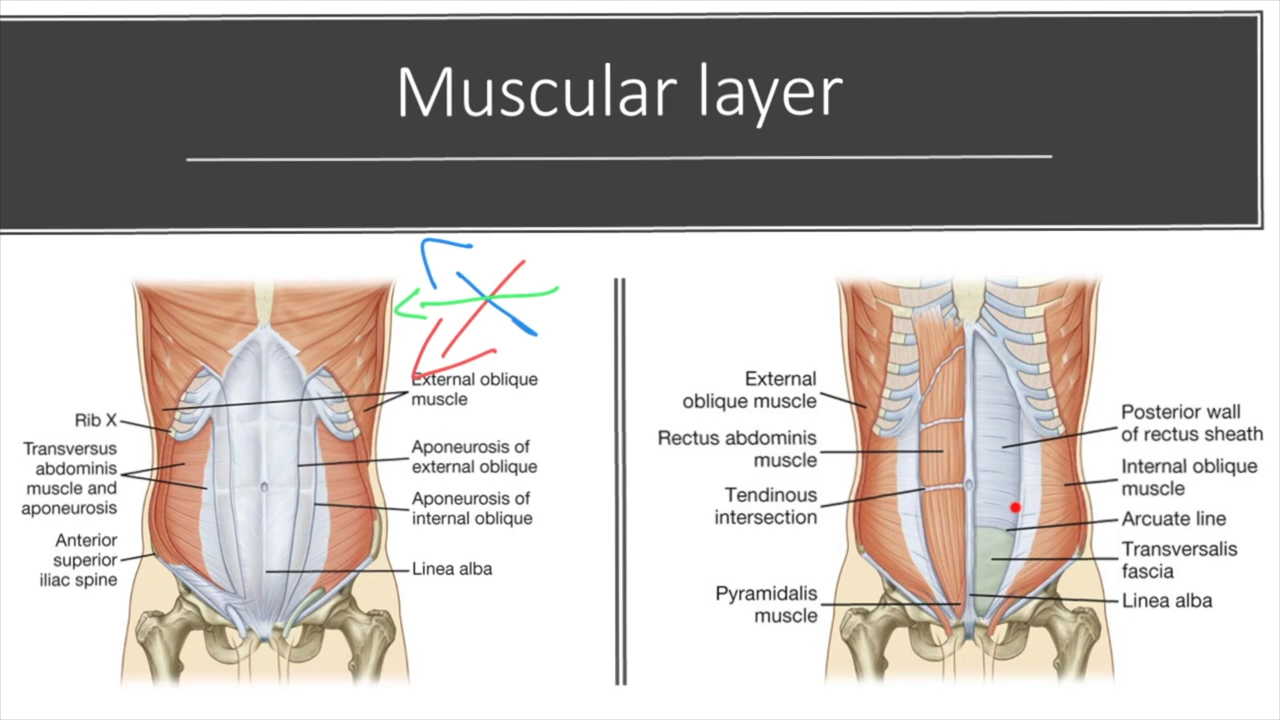 Muscular layer
External oblique
muscle
Rib X
Transversus
abdominis
muscle and
aponeurosis
Aponeurosis of
external oblique
Aponeurosis of
internal oblique
Anterior
superior
iliac spine
Linea alba
External
oblique muscle
Rectus abdominis
muscle
Tendinous
intersection
Pyramidalis
muscle
Posterior wall
of rectus sheath
Internal oblique
muscle
Arcuate line
Transversalis
fascia
Linea alba